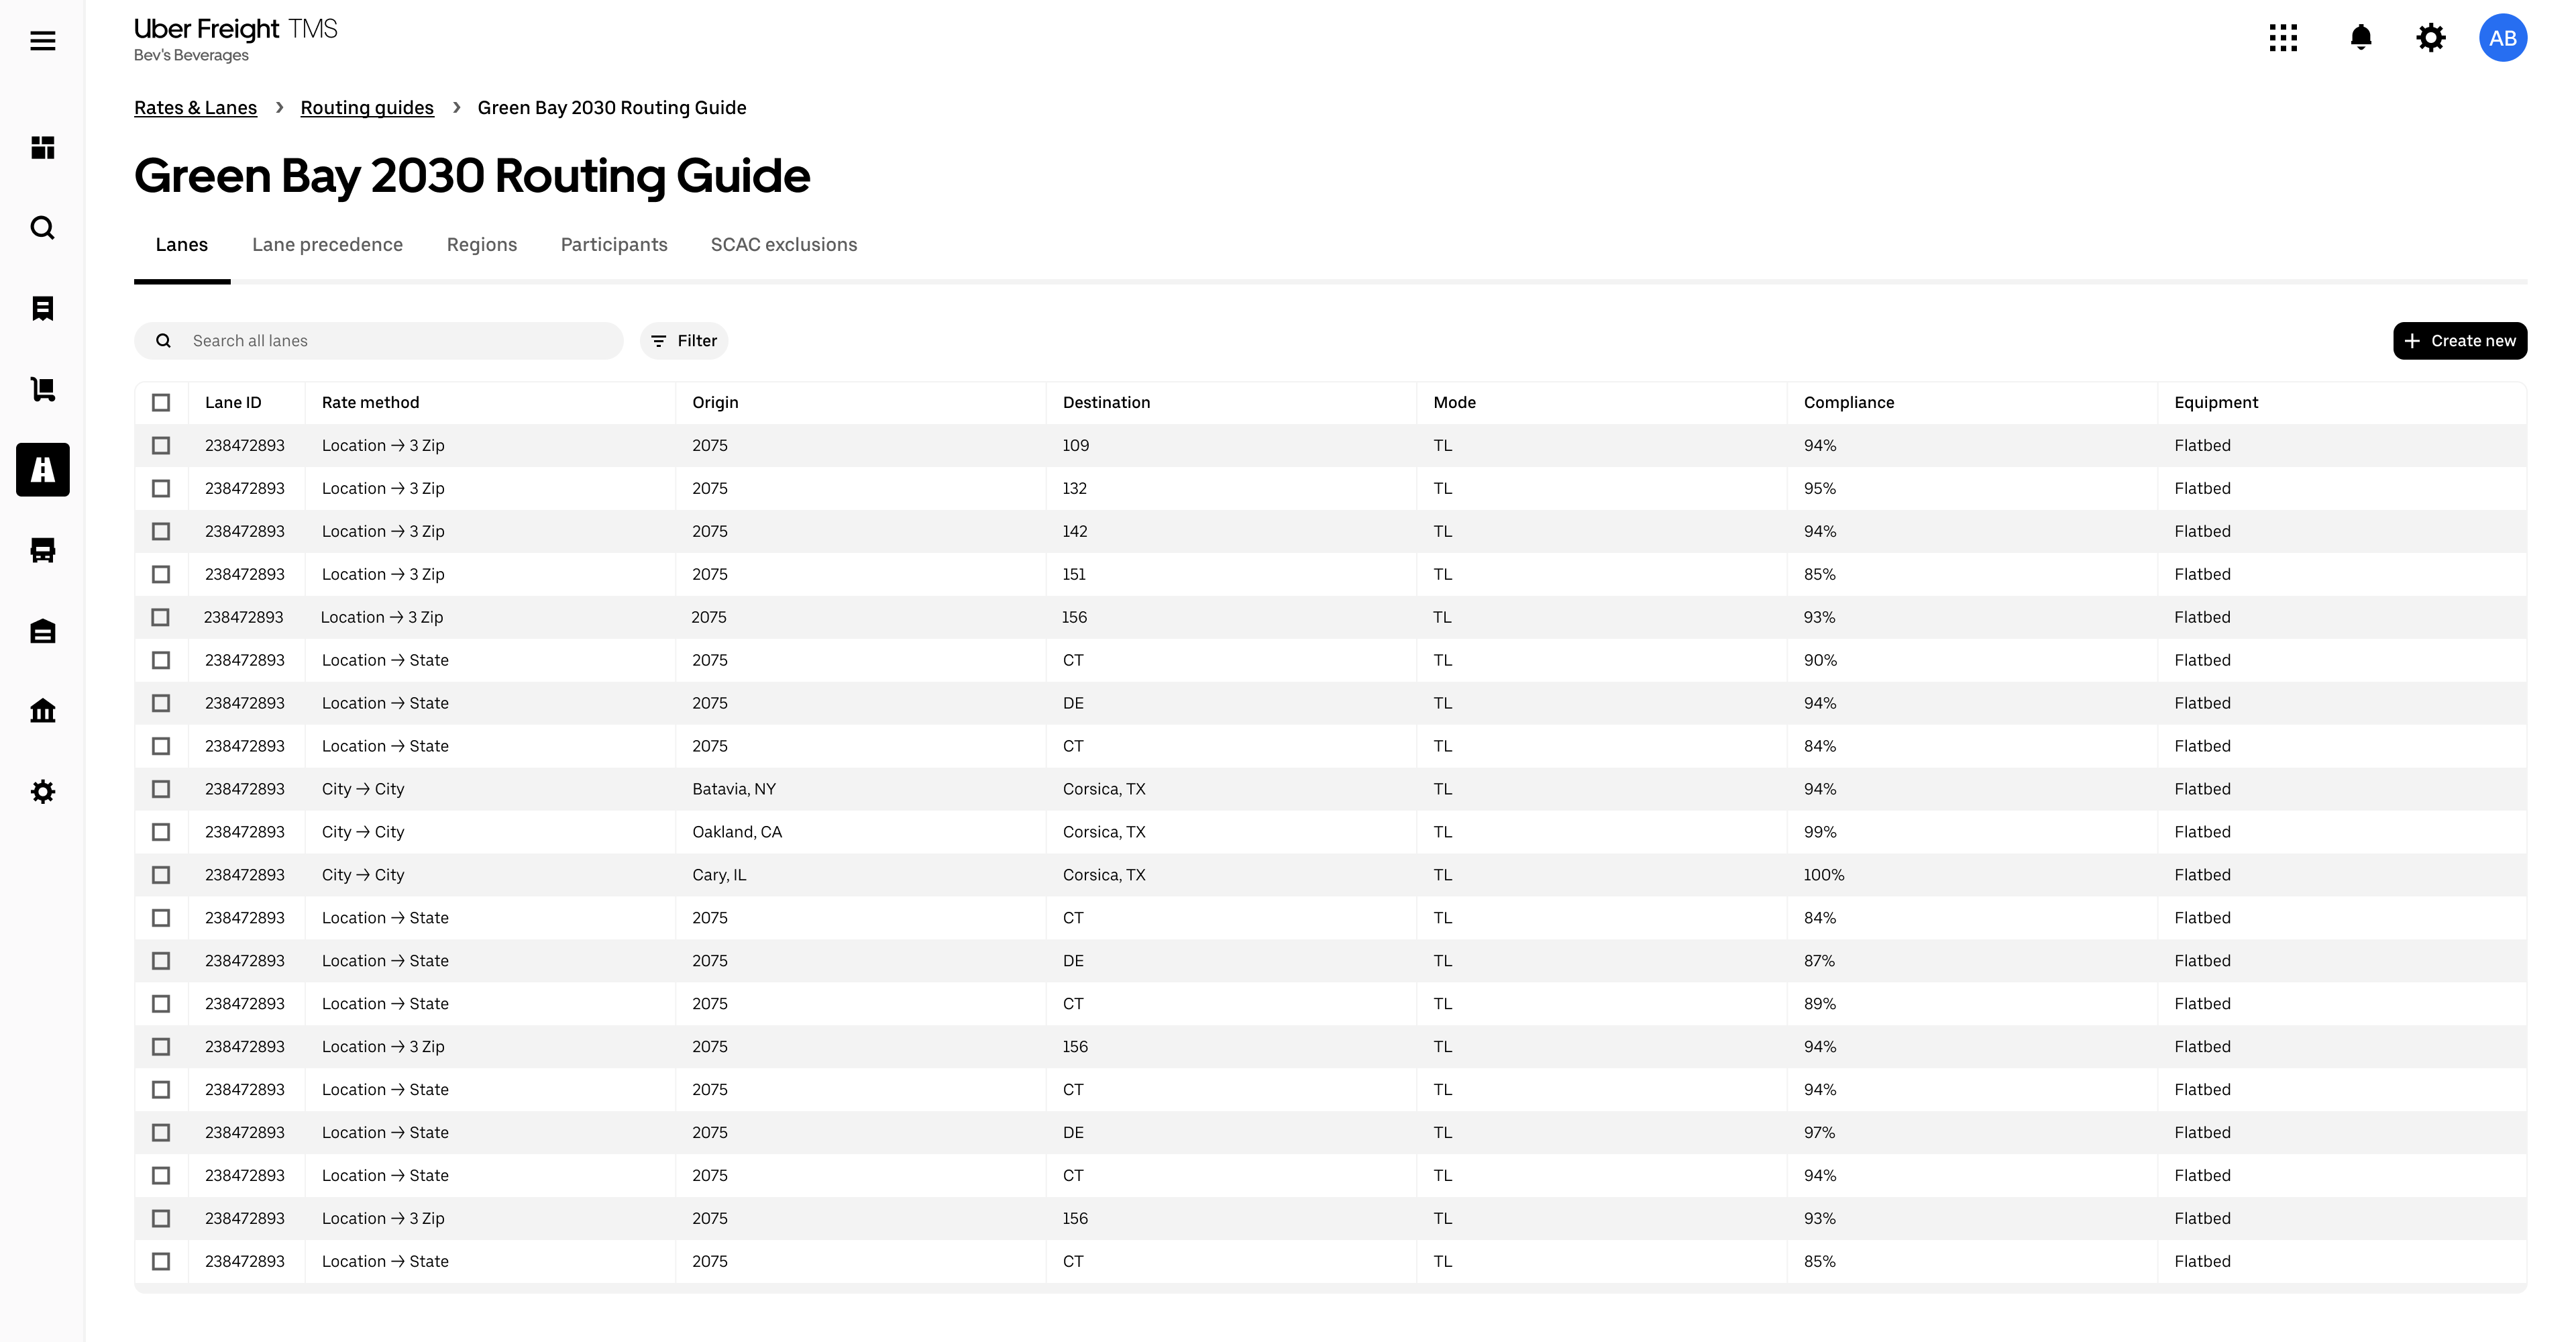 Uber Freight TMS
Bev's Beverages
AB
Rates & Lanes > Routing guides > Green Bay 2030 Routing Guide
Green Bay 2030 Routing Guide
Lanes Lane precedence Regions Participants SCAC exclusions
Search all lanes Filter + Create new
Lane ID Rate method Origin Destination Mode Compliance Equipment
238472893 Location → 3 Zip 2075 109 TL 94% Flatbed
238472893 Location → 3 Zip 2075 132 TL 95% Flatbed
238472893 Location → 3 Zip 2075 142 TL 94% Flatbed
238472893 Location → 3 Zip 2075 151 TL 85% Flatbed
238472893 Location → 3 Zip 2075 156 TL 93% Flatbed
238472893 Location → State 2075 CT TL 90% Flatbed
238472893 Location → State 2075 DE TL 94% Flatbed
238472893 Location → State 2075 CT TL 84% Flatbed
238472893 City → City Batavia, NY Corsica, TX TL 94% Flatbed
238472893 City → City Oakland, CA Corsica, TX TL 99% Flatbed
238472893 City → City Cary, IL Corsica, TX TL 100% Flatbed
238472893 Location → State 2075 CT TL 84% Flatbed
238472893 Location → State 2075 DE TL 87% Flatbed
238472893 Location → State 2075 CT TL 89% Flatbed
238472893 Location → 3 Zip 2075 156 TL 94% Flatbed
238472893 Location → State 2075 CT TL 94% Flatbed
238472893 Location → State 2075 DE TL 97% Flatbed
238472893 Location → State 2075 CT TL 94% Flatbed
238472893 Location → 3 Zip 2075 156 TL 93% Flatbed
238472893 Location → State 2075 CT TL 85% Flatbed